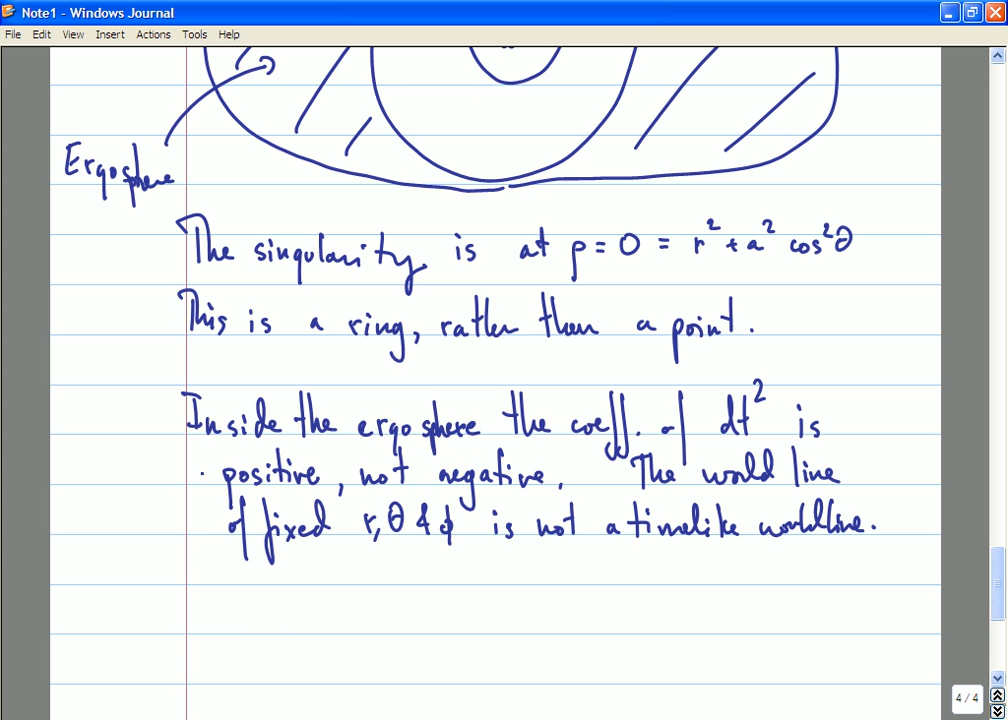 Note1 - Windows Journal
File Edit View Insert Actions Tools Help
Ergosphere
The singularity is at ρ = 0 = r² + a² cos²θ
This is a ring, rather then a point.
Inside the ergosphere the coeff. of dt² is
positive, not negative. The world line
of fixed r, θ & ϕ is not a timelike worldline.
4 / 4